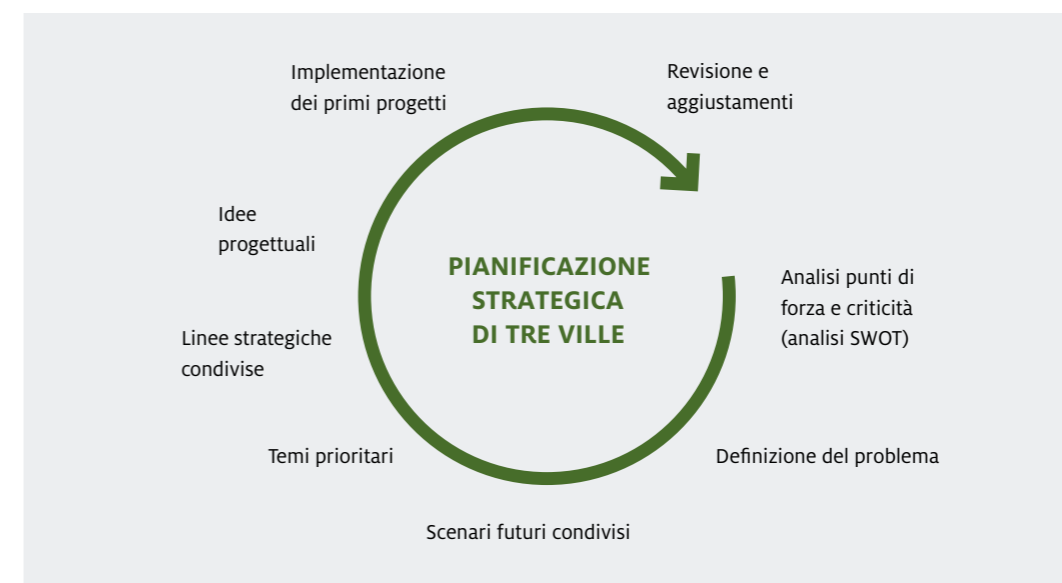 Implementazione
dei primi progetti
Revisione e
aggiustamenti
Idee
progettuali
PIANIFICAZIONE
STRATEGICA
DI TRE VILLE
Analisi punti di
forza e criticità
(analisi SWOT)
Linee strategiche
condivise
Temi prioritari
Definizione del problema
Scenari futuri condivisi